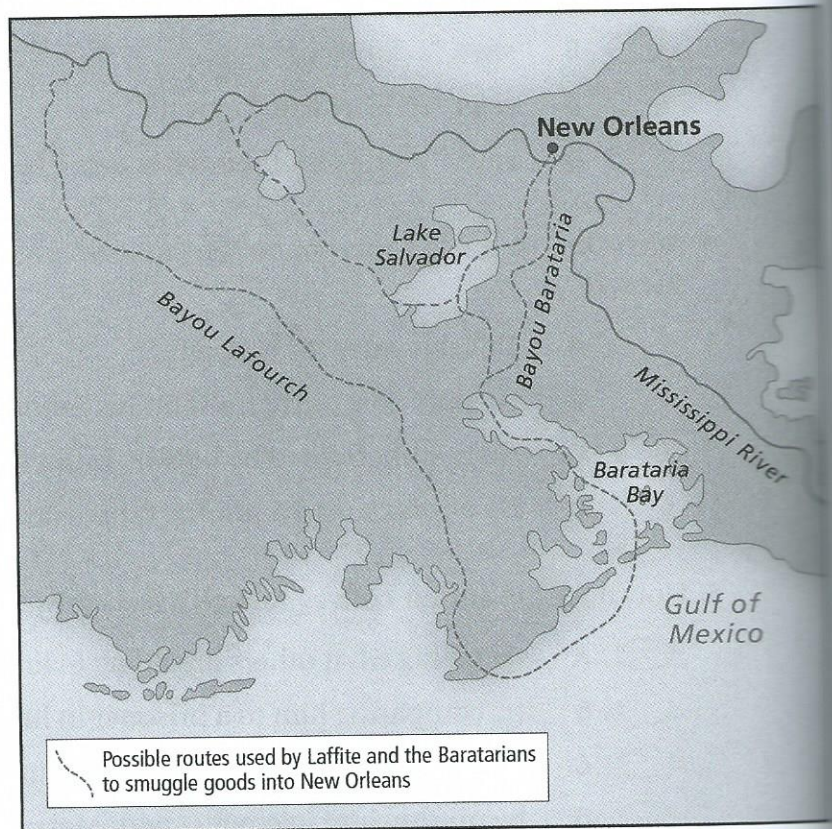 New Orleans
Lake
Salvador
Bayou Barataria
Bayou Lafourch
Mississippi River
Barataria
Bay
Gulf of
Mexico
Possible routes used by Laffite and the Baratarians
to smuggle goods into New Orleans